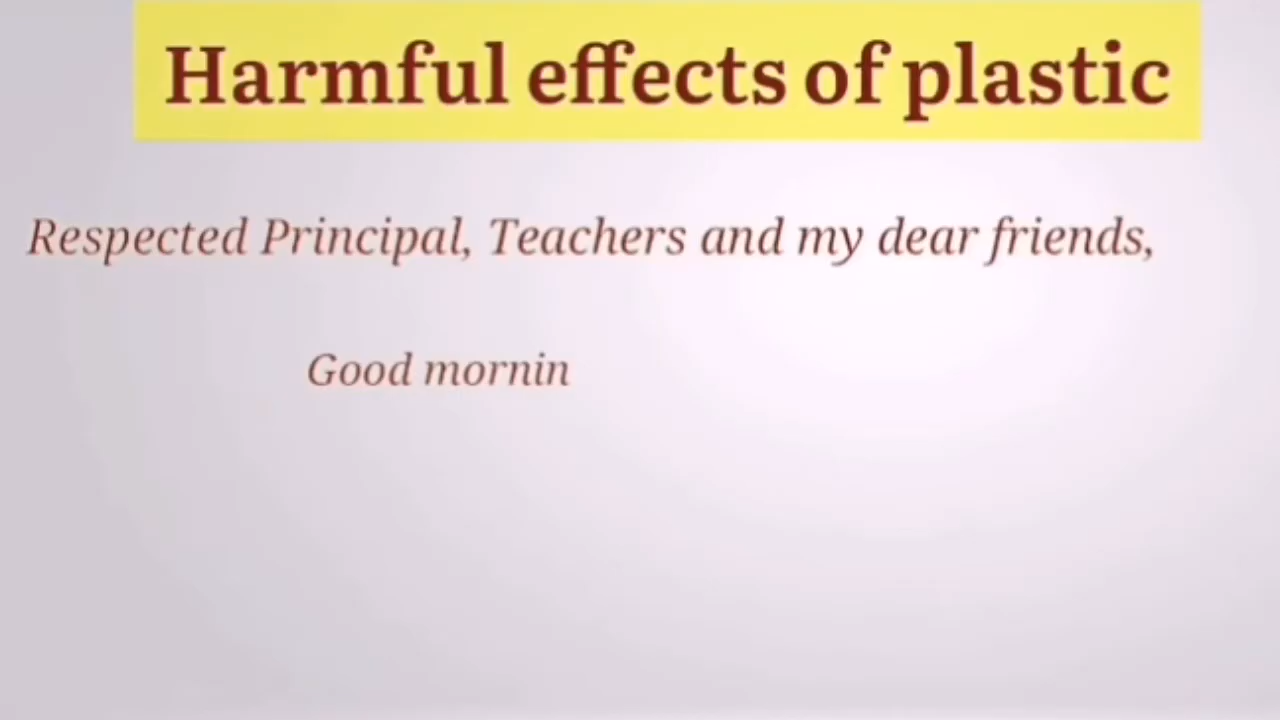 Harmful effects of plastic
Respected Principal, Teachers and my dear friends,
Good mornin